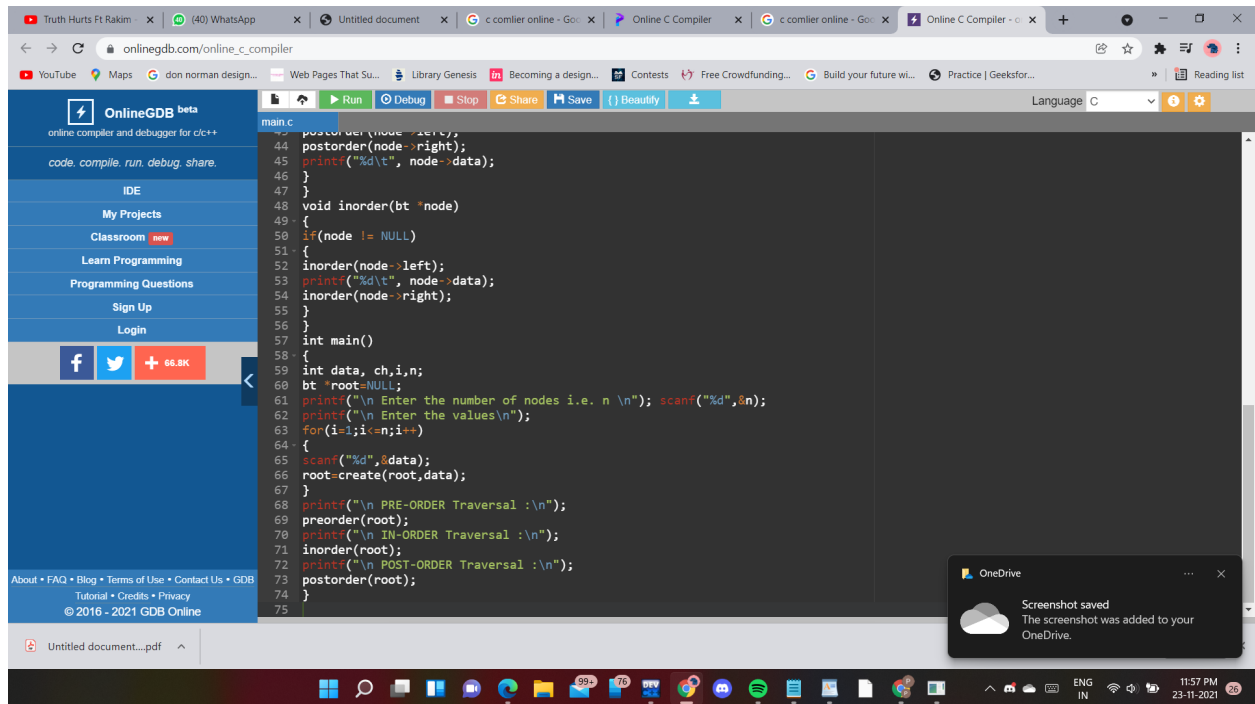 Truth Hurts Ft Rakim -
(40) WhatsApp
Untitled document
c comlier online - Goo
Online C Compiler
c comlier online - Goo
Online C Compiler - o
onlinegdb.com/online_c_compiler
YouTube Maps don norman design... Web Pages That Su... Library Genesis Becoming a design... Contests Free Crowdfunding... Build your future wi... Practice | Geeksfor... » Reading list
OnlineGDB beta
online compiler and debugger for c/c++
code. compile. run. debug. share.
IDE
My Projects
Classroom new
Learn Programming
Programming Questions
Sign Up
Login
66.8K
About • FAQ • Blog • Terms of Use • Contact Us • GDB
Tutorial • Credits • Privacy
© 2016 - 2021 GDB Online
Run Debug Stop Share Save { } Beautify
Language C
main.c
43 postorder(node->left);
44 postorder(node->right);
45 printf("%d\t", node->data);
46 }
47 }
48 void inorder(bt *node)
49 {
50 if(node != NULL)
51 {
52 inorder(node->left);
53 printf("%d\t", node->data);
54 inorder(node->right);
55 }
56 }
57 int main()
58 {
59 int data, ch,i,n;
60 bt *root=NULL;
61 printf("\n Enter the number of nodes i.e. n \n"); scanf("%d",&n);
62 printf("\n Enter the values\n");
63 for(i=1;i<=n;i++)
64 {
65 scanf("%d",&data);
66 root=create(root,data);
67 }
68 printf("\n PRE-ORDER Traversal :\n");
69 preorder(root);
70 printf("\n IN-ORDER Traversal :\n");
71 inorder(root);
72 printf("\n POST-ORDER Traversal :\n");
73 postorder(root);
74 }
75
OneDrive
Screenshot saved
The screenshot was added to your
OneDrive.
Untitled document....pdf
99+
76
DEV
ENG
IN
11:57 PM
23-11-2021
26